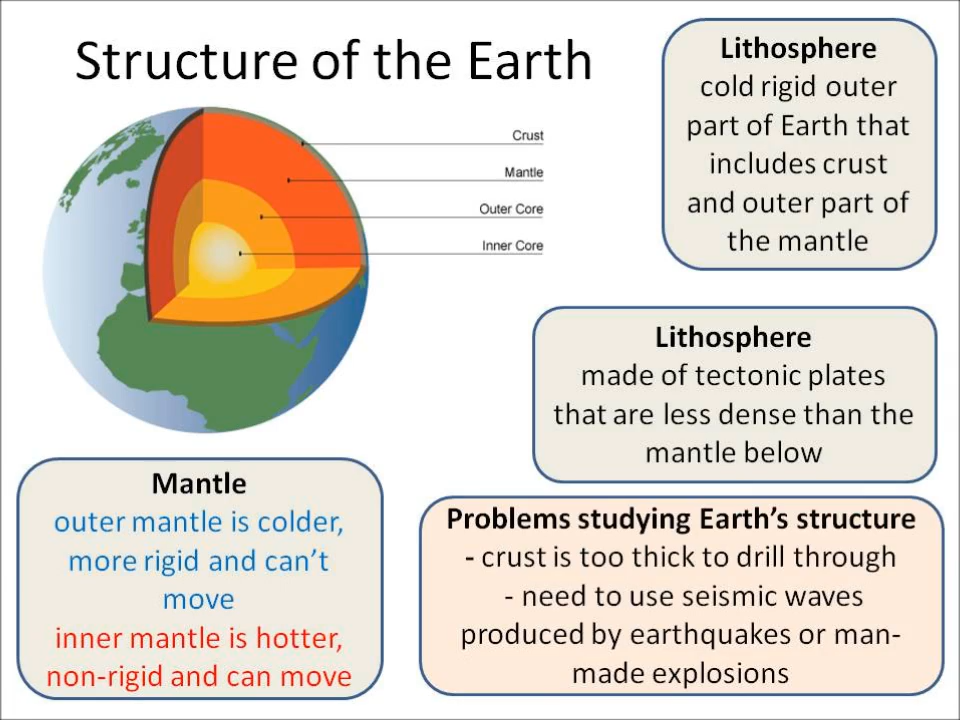 Structure of the Earth
Crust
Mantle
Outer Core
Inner Core
Lithosphere
cold rigid outer
part of Earth that
includes crust
and outer part of
the mantle
Lithosphere
made of tectonic plates
that are less dense than the
mantle below
Mantle
outer mantle is colder,
more rigid and can’t
move
inner mantle is hotter,
non-rigid and can move
Problems studying Earth’s structure
- crust is too thick to drill through
- need to use seismic waves
produced by earthquakes or man-
made explosions